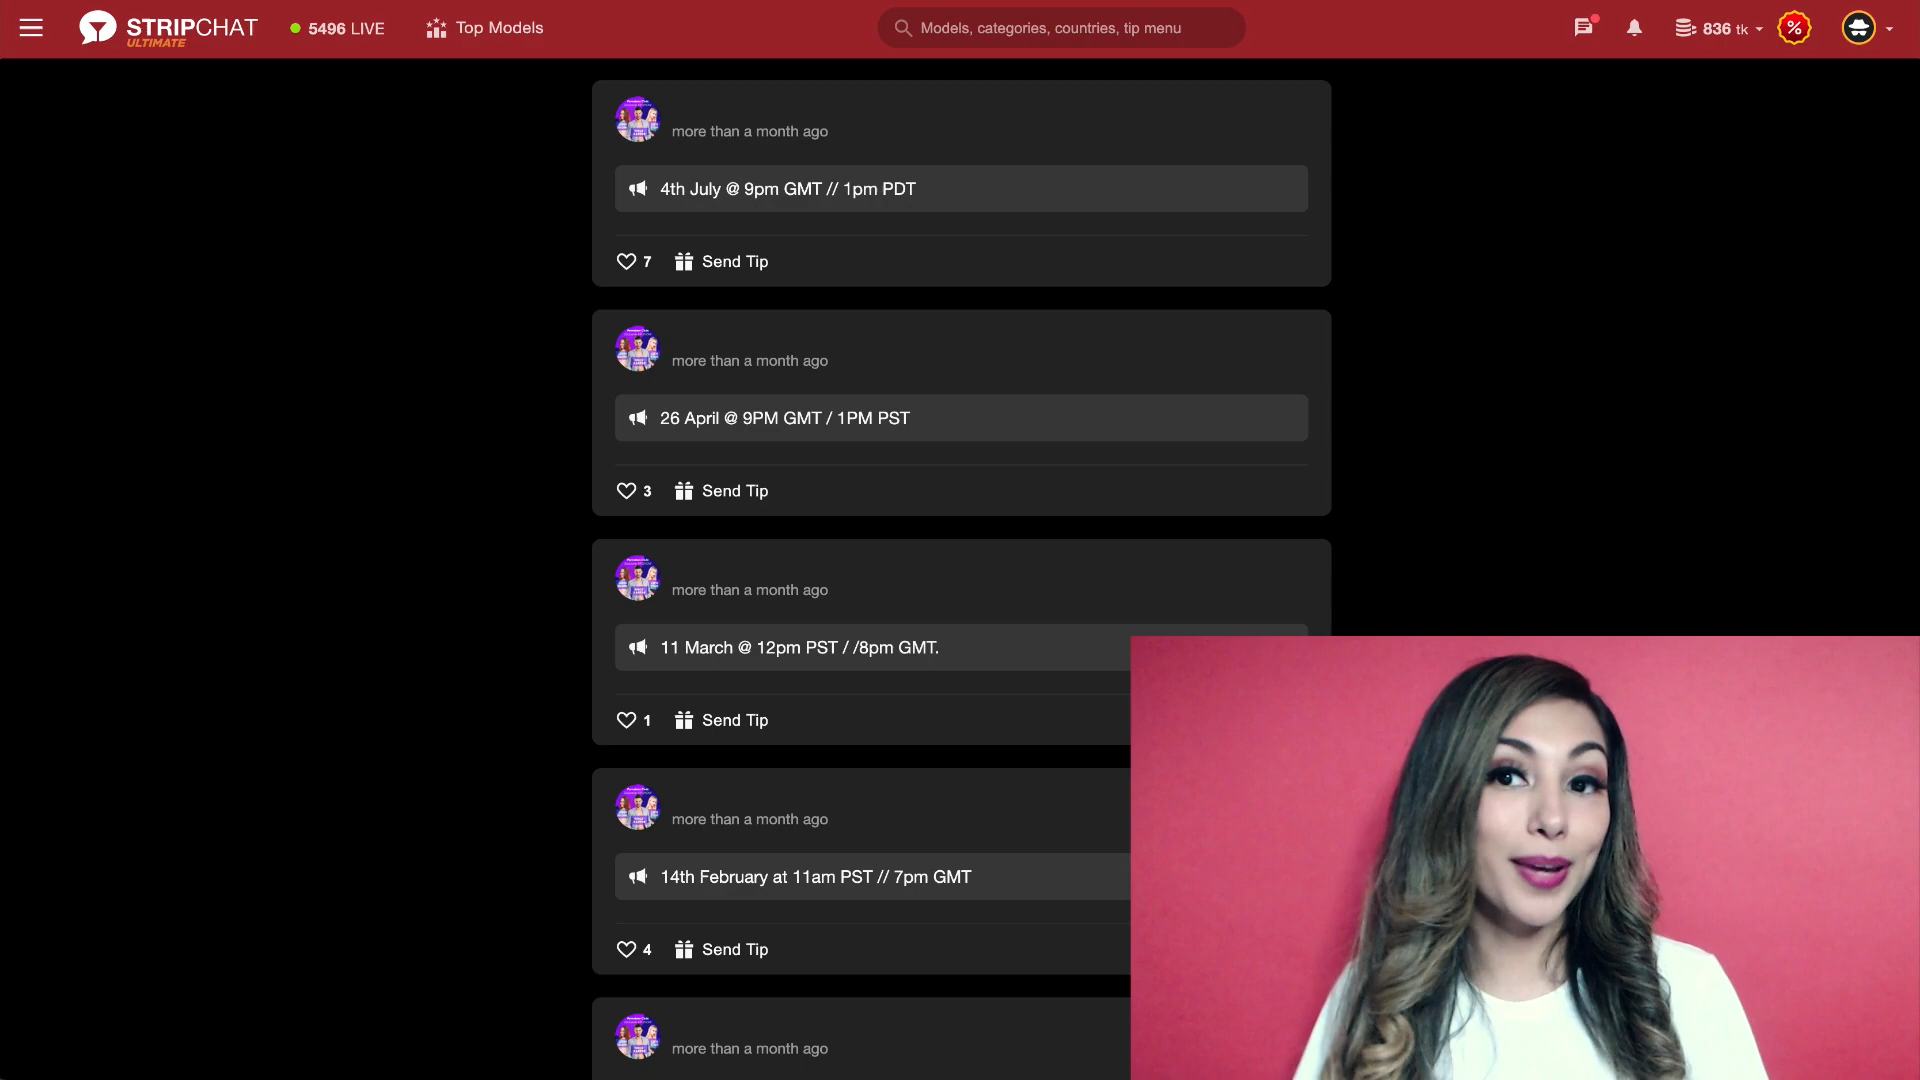 STRIPCHAT
ULTIMATE
5496 LIVE
Top Models
Models, categories, countries, tip menu
836 tk
%
more than a month ago
4th July @ 9pm GMT // 1pm PDT
7 Send Tip
more than a month ago
26 April @ 9PM GMT / 1PM PST
3 Send Tip
more than a month ago
11 March @ 12pm PST / /8pm GMT.
1 Send Tip
more than a month ago
14th February at 11am PST // 7pm GMT
4 Send Tip
more than a month ago